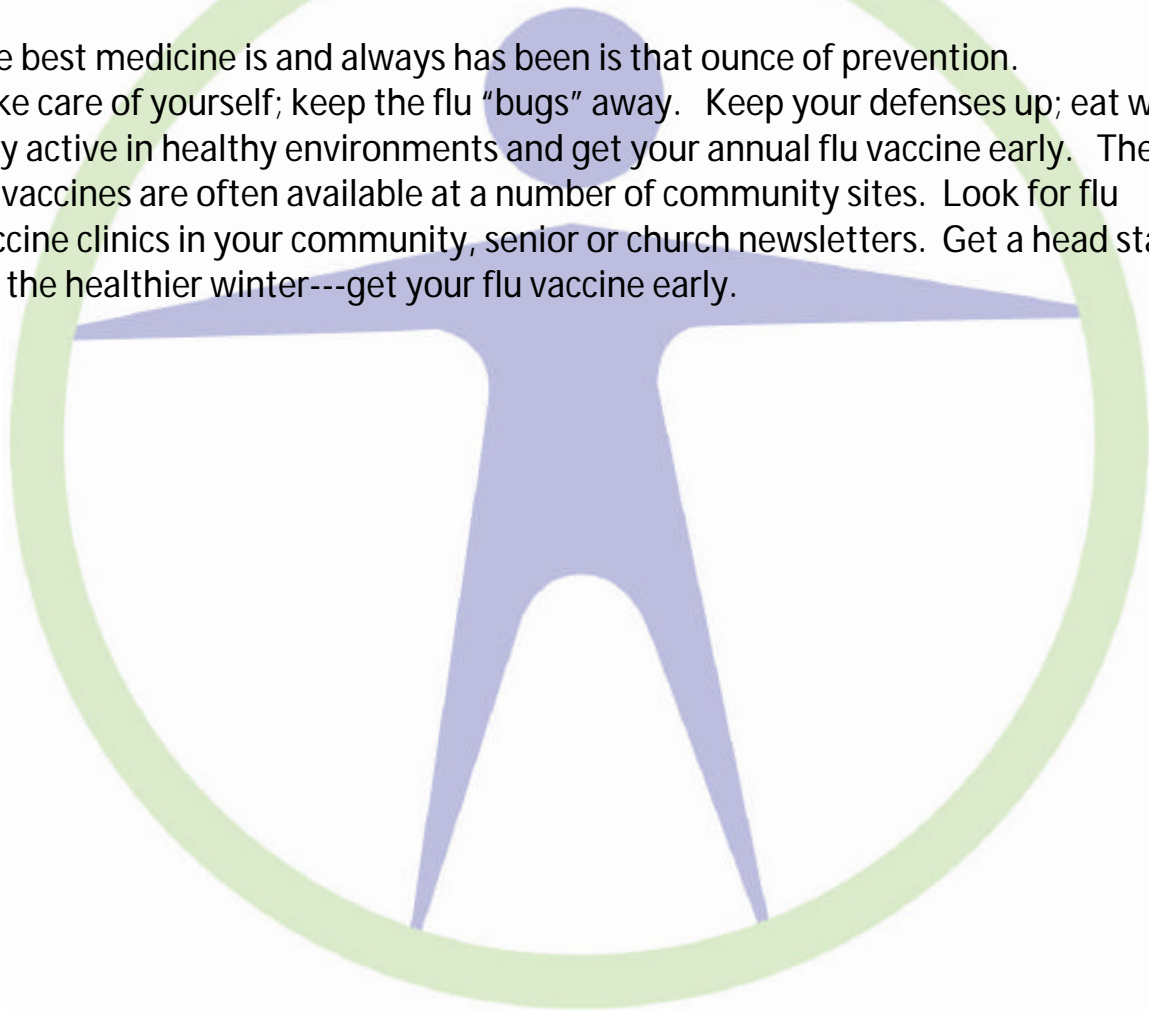 e best medicine is and always has been is that ounce of prevention.
ke care of yourself; keep the flu “bugs” away.   Keep your defenses up; eat w
y active in healthy environments and get your annual flu vaccine early.   The
vaccines are often available at a number of community sites.  Look for flu
ccine clinics in your community, senior or church newsletters.  Get a head sta
the healthier winter---get your flu vaccine early.